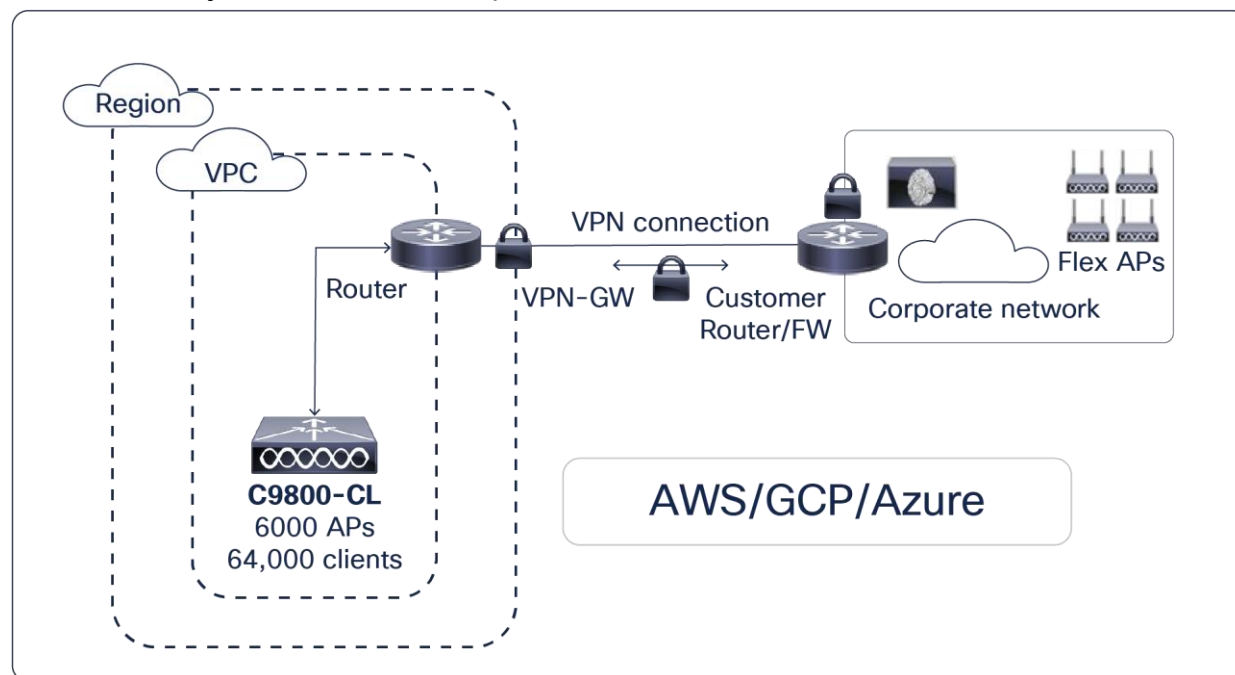 Region
VPC
Router
VPN connection
VPN-GW
Customer
Router/FW
Flex APs
Corporate network
C9800-CL
6000 APs
64,000 clients
AWS/GCP/Azure